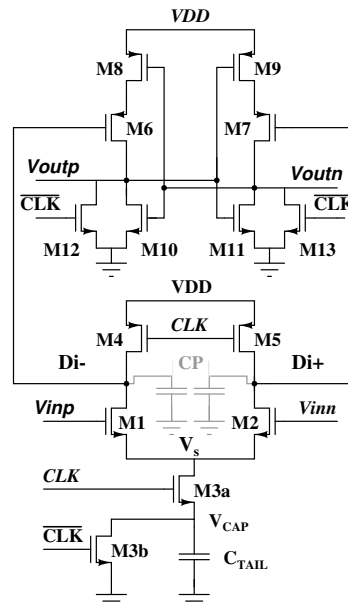 VDD
M8 M9
M6 M7
Voutp Voutn
CLK CLK
M12 M10 M11 M13
VDD
M4 CLK M5
Di- CP Di+
Vinp M1 M2 Vinn
Vs
CLK M3a
VCAP
CLK M3b CTAIL